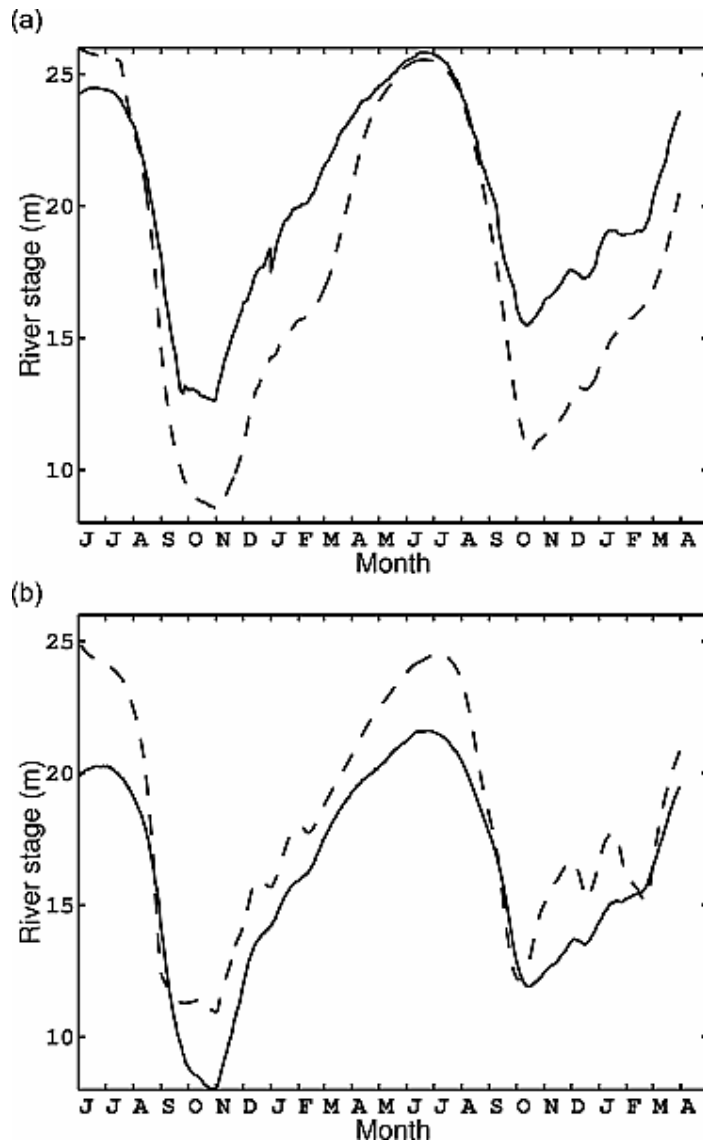 (a)
25
20
15
10
River stage (m)
J J A S O N D J F M A M J J A S O N D J F M A
Month
(b)
25
20
15
10
River stage (m)
J J A S O N D J F M A M J J A S O N D J F M A
Month